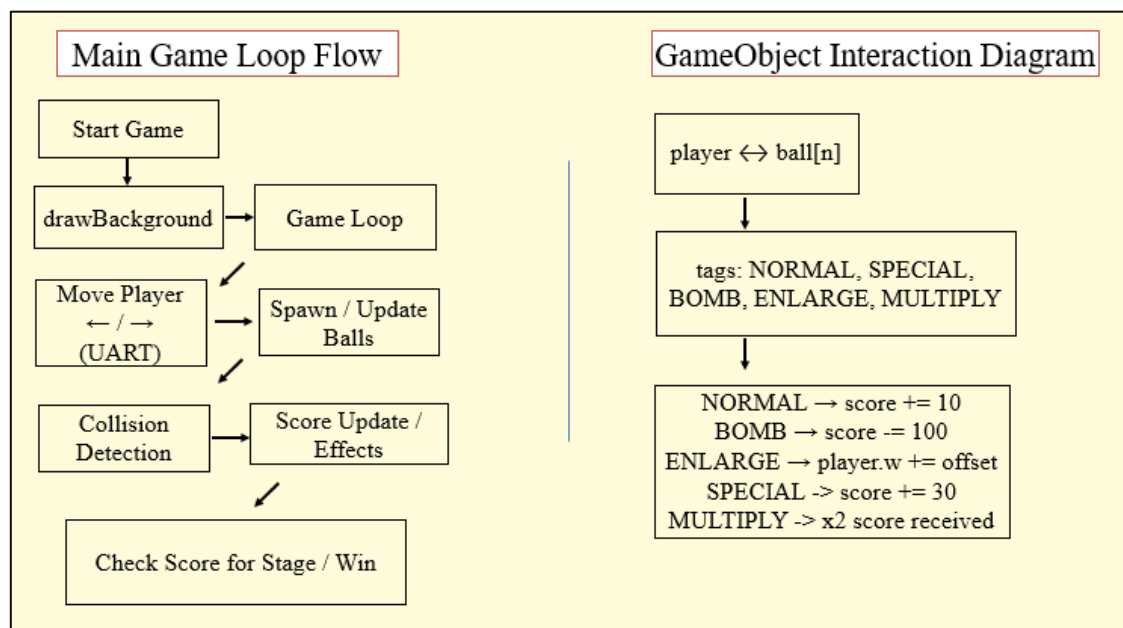 Main Game Loop Flow
Start Game
drawBackground
Game Loop
Move Player
← / →
(UART)
Spawn / Update
Balls
Collision
Detection
Score Update /
Effects
Check Score for Stage / Win
GameObject Interaction Diagram
player ↔ ball[n]
tags: NORMAL, SPECIAL,
BOMB, ENLARGE, MULTIPLY
NORMAL → score += 10
BOMB → score -= 100
ENLARGE → player.w += offset
SPECIAL -> score += 30
MULTIPLY -> x2 score received